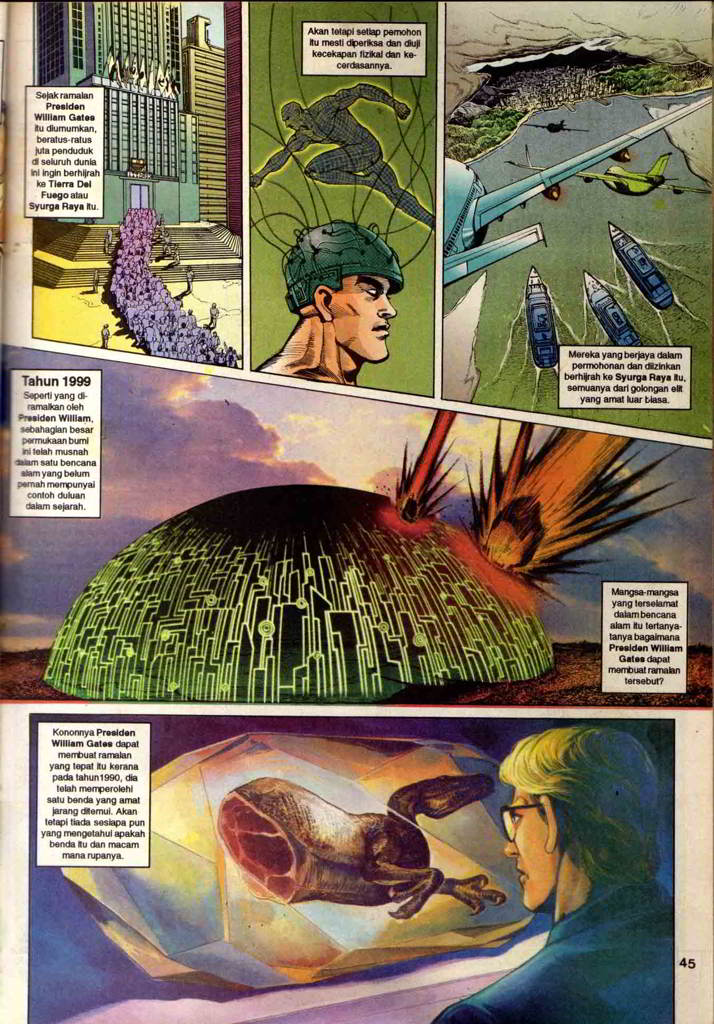 Sejak ramalan
Presiden
William Gates
itu diumumkan,
beratus-ratus
juta penduduk
di seluruh dunia
ini ingin berhijrah
ke Tierra Del
Fuego atau
Syurga Raya itu.
Akan tetapi setiap pemohon
itu mesti diperiksa dan diuji
kecekapan fizikal dan ke-
cerdasannya.
Mereka yang berjaya dalam
permohonan dan diizinkan
berhijrah ke Syurga Raya itu,
semuanya dari golongan elit
yang amat luar biasa.
Tahun 1999
Seperti yang di-
ramalkan oleh
Presiden William,
sebahagian besar
permukaan bumi
ini telah musnah
dalam satu bencana
alam yang belum
pernah mempunyai
contoh duluan
dalam sejarah.
Mangsa-mangsa
yang terselamat
dalam bencana
alam itu tertanya-
tanya bagaimana
Presiden William
Gates dapat
membuat ramalan
tersebut?
Kononnya Presiden
William Gates dapat
membuat ramalan
yang tepat itu kerana
pada tahun 1990, dia
telah memperolehi
satu benda yang amat
jarang ditemui. Akan
tetapi tiada sesiapa pun
yang mengetahui apakah
benda itu dan macam
mana rupanya.
45